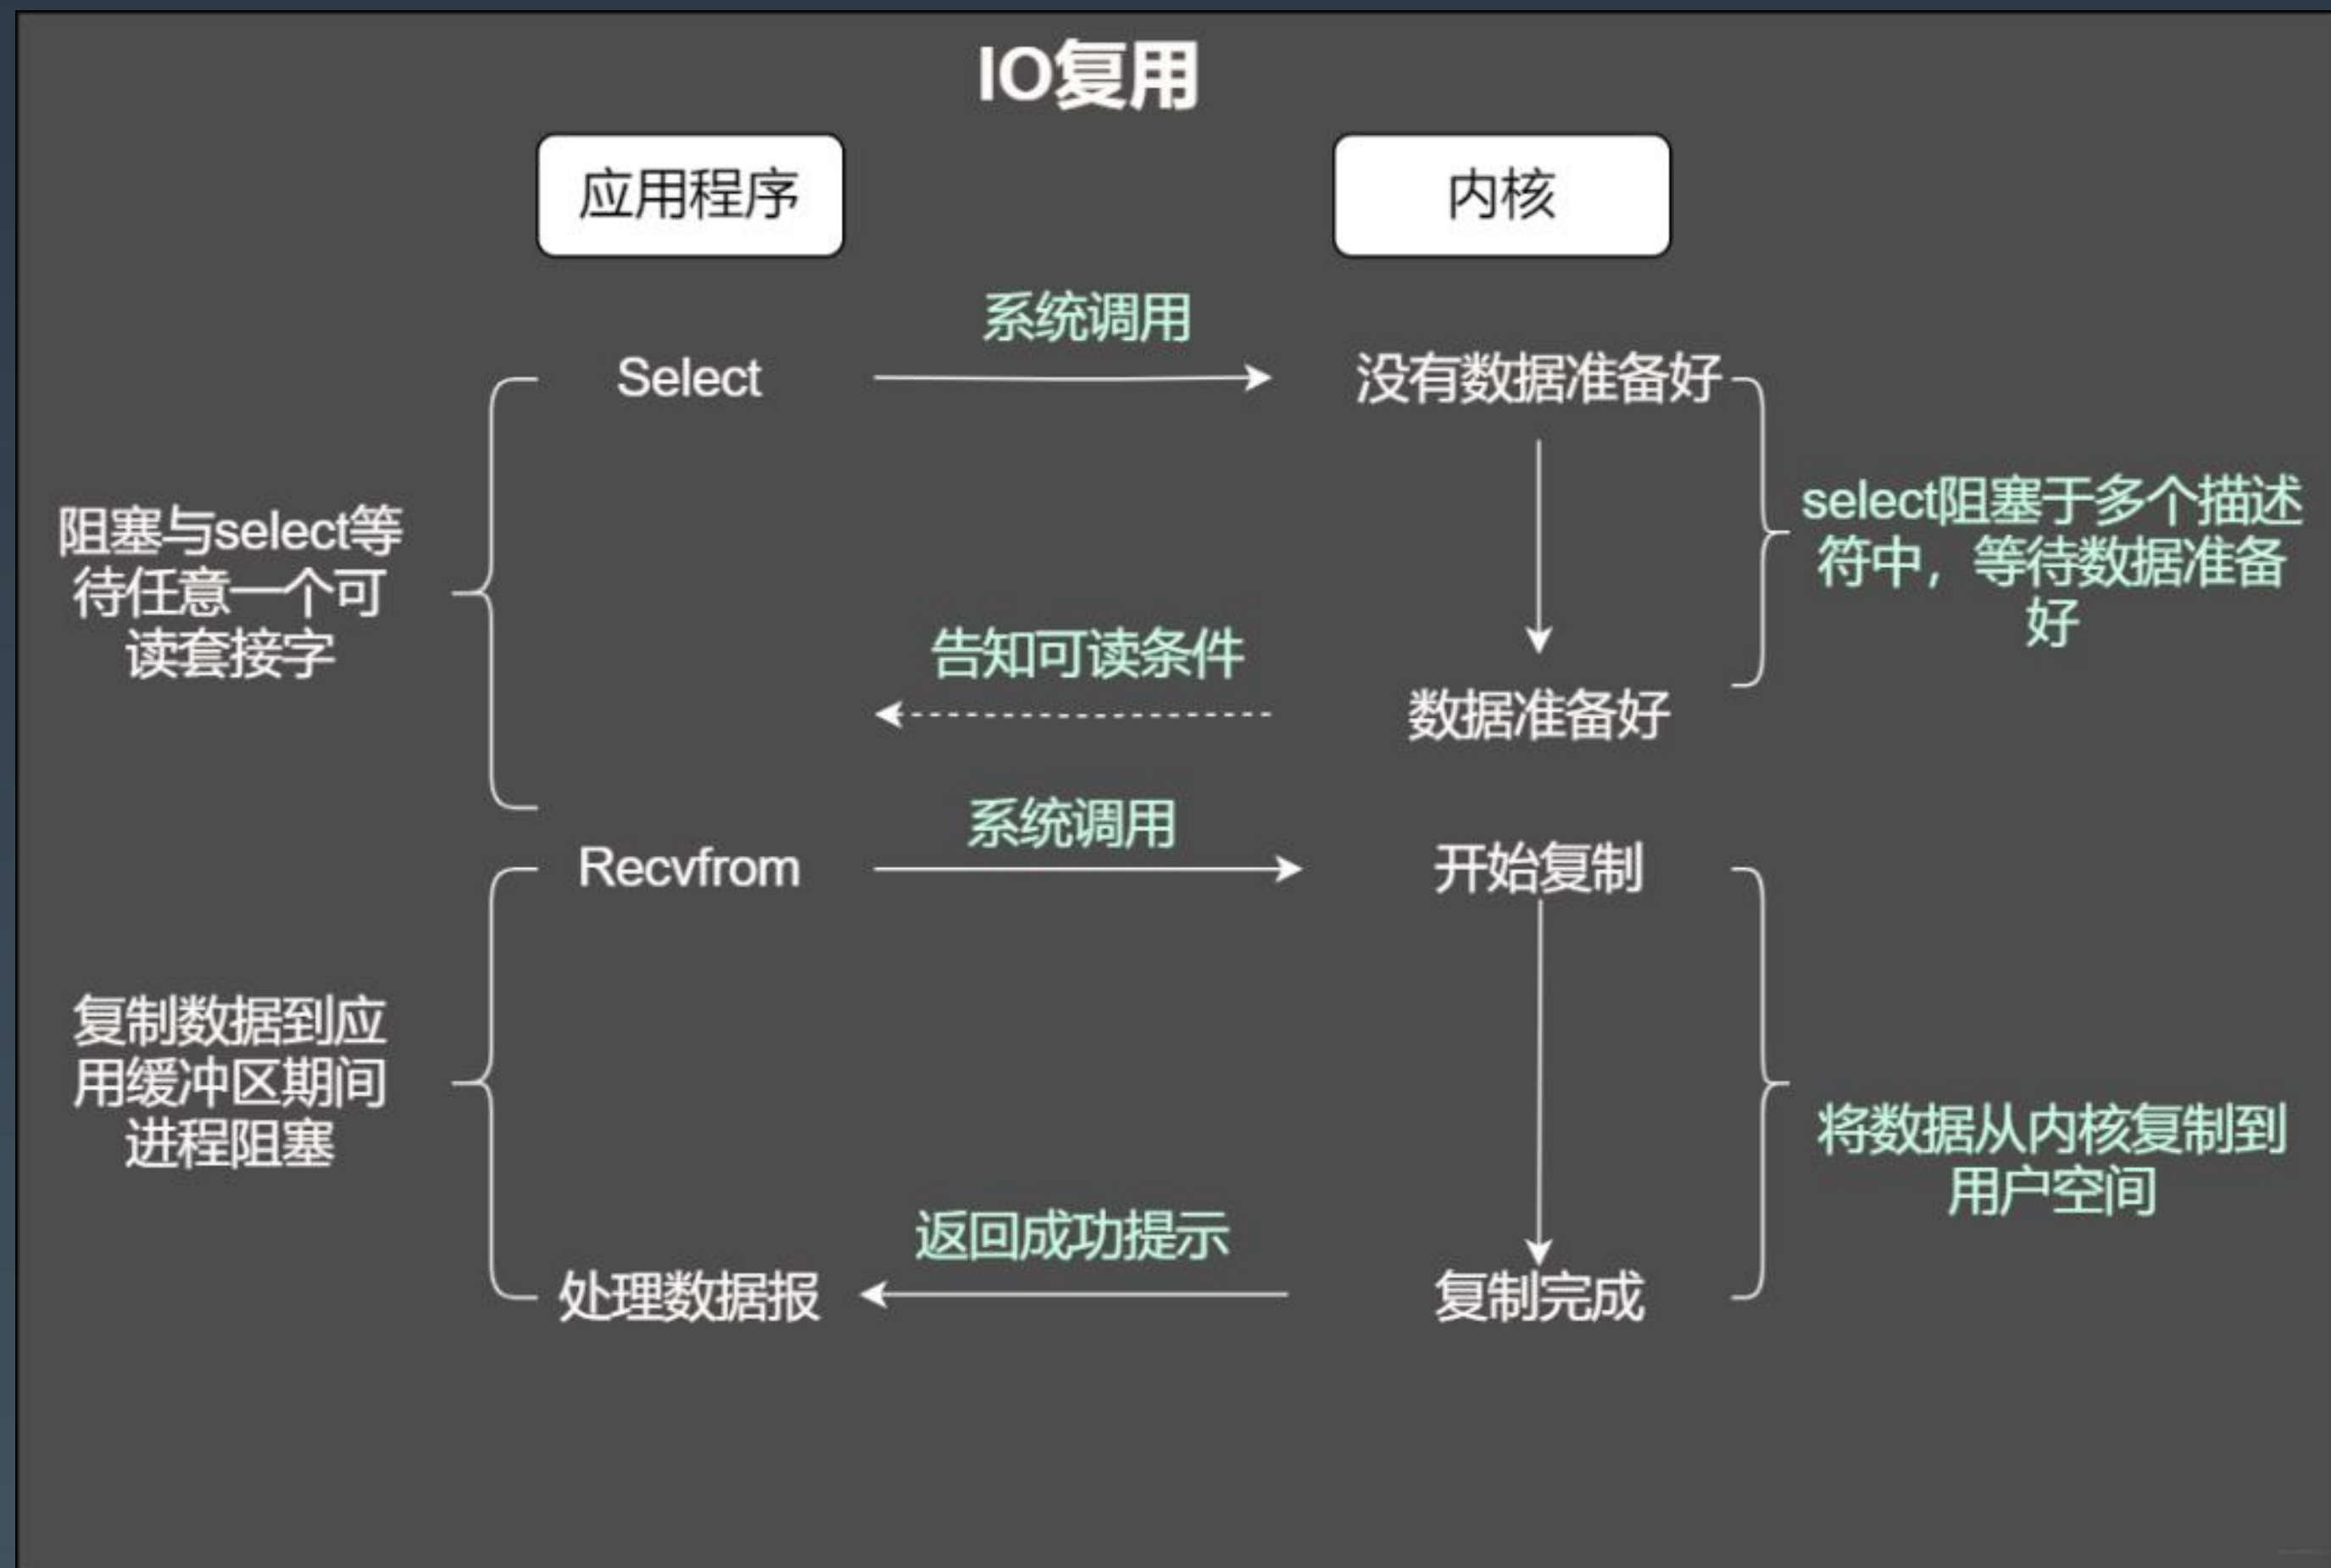 IO复用
应用程序
内核
系统调用
Select
没有数据准备好
阻塞与select等
待任意一个可
读套接字
select阻塞于多个描述
符中，等待数据准备
好
告知可读条件
数据准备好
系统调用
Recvfrom
开始复制
复制数据到应
用缓冲区期间
进程阻塞
将数据从内核复制到
用户空间
返回成功提示
处理数据报
复制完成